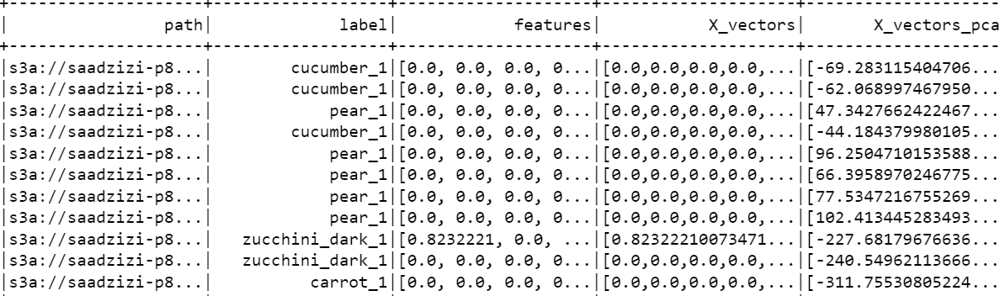 +--------------------+--------------------+--------------------+--------------------+--------------------
|                path|               label|            features|           X_vectors|       X_vectors_pca
+--------------------+--------------------+--------------------+--------------------+--------------------
|s3a://saadzizi-p8...|          cucumber_1|[0.0, 0.0, 0.0, 0...|[0.0,0.0,0.0,0.0,...|[-69.283115404706...
|s3a://saadzizi-p8...|          cucumber_1|[0.0, 0.0, 0.0, 0...|[0.0,0.0,0.0,0.0,...|[-62.068997467950...
|s3a://saadzizi-p8...|              pear_1|[0.0, 0.0, 0.0, 0...|[0.0,0.0,0.0,0.0,...|[47.3427662422467...
|s3a://saadzizi-p8...|          cucumber_1|[0.0, 0.0, 0.0, 0...|[0.0,0.0,0.0,0.0,...|[-44.184379980105...
|s3a://saadzizi-p8...|              pear_1|[0.0, 0.0, 0.0, 0...|[0.0,0.0,0.0,0.0,...|[96.2504710153588...
|s3a://saadzizi-p8...|              pear_1|[0.0, 0.0, 0.0, 0...|[0.0,0.0,0.0,0.0,...|[66.3958970246775...
|s3a://saadzizi-p8...|              pear_1|[0.0, 0.0, 0.0, 0...|[0.0,0.0,0.0,0.0,...|[77.5347216755269...
|s3a://saadzizi-p8...|              pear_1|[0.0, 0.0, 0.0, 0...|[0.0,0.0,0.0,0.0,...|[102.413445283493...
|s3a://saadzizi-p8...|     zucchini_dark_1|[0.8232221, 0.0, ...|[0.82322210073471...|[-227.68179676636...
|s3a://saadzizi-p8...|     zucchini_dark_1|[0.0, 0.0, 0.0, 0...|[0.0,0.0,0.0,0.0,...|[-240.54962113666...
|s3a://saadzizi-p8...|            carrot_1|[0.0, 0.0, 0.0, 0...|[0.0,0.0,0.0,0.0,...|[-311.75530805224...